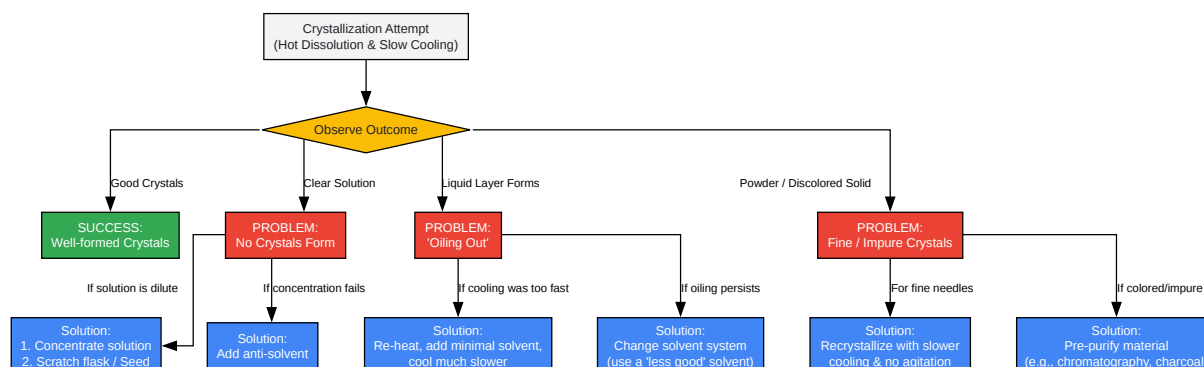 Crystallization Attempt
(Hot Dissolution & Slow Cooling)
Observe Outcome
Good Crystals
Clear Solution
Liquid Layer Forms
Powder / Discolored Solid
SUCCESS:
Well-formed Crystals
PROBLEM:
No Crystals Form
PROBLEM:
'Oiling Out'
PROBLEM:
Fine / Impure Crystals
If solution is dilute
If concentration fails
If cooling was too fast
If oiling persists
For fine needles
If colored/impure
Solution:
1. Concentrate solution
2. Scratch flask / Seed
Solution:
Add anti-solvent
Solution:
Re-heat, add minimal solvent,
cool much slower
Solution:
Change solvent system
(use a 'less good' solvent)
Solution:
Recrystallize with slower
cooling & no agitation
Solution:
Pre-purify material
(e.g., chromatography, charcoal